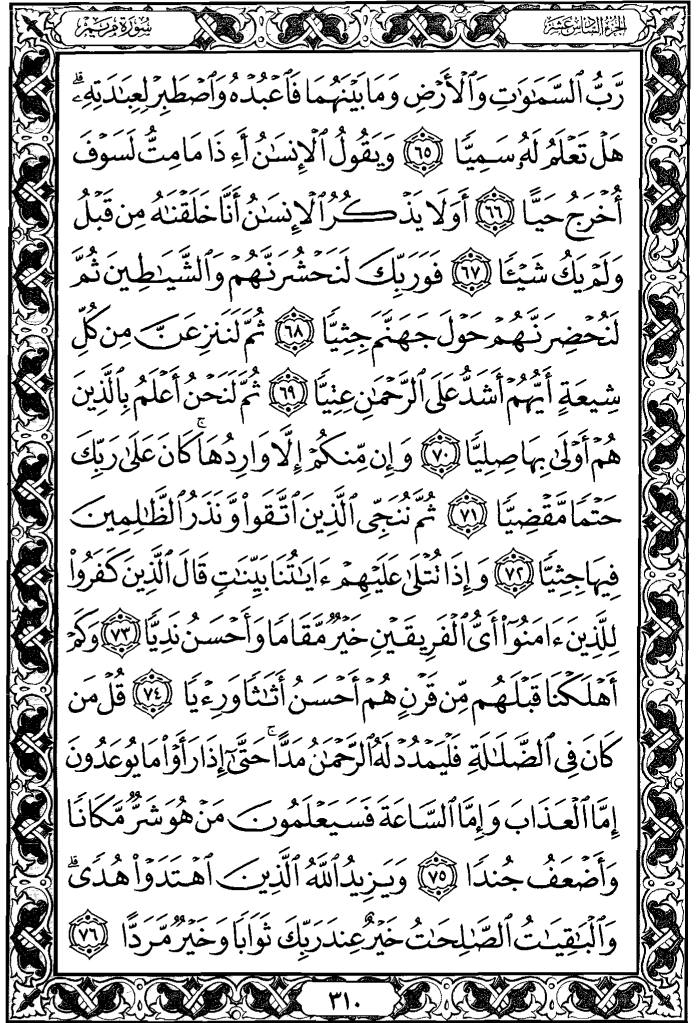 سُورَةُ مَرْيَم
الجُزْءُ السَّادِسَ عَشَرَ
رَّبُّ ٱلسَّمَٰوَٰتِ وَٱلْأَرْضِ وَمَا بَيْنَهُمَا فَٱعْبُدْهُ وَٱصْطَبِرْ لِعِبَٰدَتِهِۦۚ
هَلْ تَعْلَمُ لَهُۥ سَمِيًّا ٦٥ وَيَقُولُ ٱلْإِنسَٰنُ أَءِذَا مَا مِتُّ لَسَوْفَ
أُخْرَجُ حَيًّا ٦٦ أَوَلَا يَذْكُرُ ٱلْإِنسَٰنُ أَنَّا خَلَقْنَٰهُ مِن قَبْلُ
وَلَمْ يَكُ شَيْـًٔا ٦٧ فَوَرَبِّكَ لَنَحْشُرَنَّهُمْ وَٱلشَّيَٰطِينَ ثُمَّ
لَنُحْضِرَنَّهُمْ حَوْلَ جَهَنَّمَ جِثِيًّا ٦٨ ثُمَّ لَنَنزِعَنَّ مِن كُلِّ
شِيعَةٍ أَيُّهُمْ أَشَدُّ عَلَى ٱلرَّحْمَٰنِ عِتِيًّا ٦٩ ثُمَّ لَنَحْنُ أَعْلَمُ بِٱلَّذِينَ
هُمْ أَوْلَىٰ بِهَا صِلِيًّا ٧٠ وَإِن مِّنكُمْ إِلَّا وَارِدُهَاۚ كَانَ عَلَىٰ رَبِّكَ
حَتْمًا مَّقْضِيًّا ٧١ ثُمَّ نُنَجِّى ٱلَّذِينَ ٱتَّقَوا۟ وَّنَذَرُ ٱلظَّٰلِمِينَ
فِيهَا جِثِيًّا ٧٢ وَإِذَا تُتْلَىٰ عَلَيْهِمْ ءَايَٰتُنَا بَيِّنَٰتٍ قَالَ ٱلَّذِينَ كَفَرُوا۟
لِلَّذِينَ ءَامَنُوٓا۟ أَىُّ ٱلْفَرِيقَيْنِ خَيْرٌ مَّقَامًا وَأَحْسَنُ نَدِيًّا ٧٣ وَكَمْ
أَهْلَكْنَا قَبْلَهُم مِّن قَرْنٍ هُمْ أَحْسَنُ أَثَٰثًا وَرِءْيًا ٧٤ قُلْ مَن
كَانَ فِى ٱلضَّلَٰلَةِ فَلْيَمْدُدْ لَهُ ٱلرَّحْمَٰنُ مَدًّاۚ حَتَّىٰٓ إِذَا رَأَوْا۟ مَا يُوعَدُونَ
إِمَّا ٱلْعَذَابَ وَإِمَّا ٱلسَّاعَةَ فَسَيَعْلَمُونَ مَنْ هُوَ شَرٌّ مَّكَانًا
وَأَضْعَفُ جُندًا ٧٥ وَيَزِيدُ ٱللَّهُ ٱلَّذِينَ ٱهْتَدَوْا۟ هُدًىۗ
وَٱلْبَٰقِيَٰتُ ٱلصَّٰلِحَٰتُ خَيْرٌ عِندَ رَبِّكَ ثَوَابًا وَخَيْرٌ مَّرَدًّا ٧٦
٣١٠